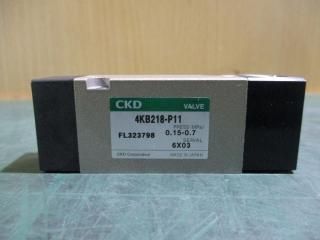 CKD VALVE
4KB218-P11
PRESS MPa
FL323798 0.15-0.7
SERIAL
6X03
CKD Corporation MADE IN JAPAN